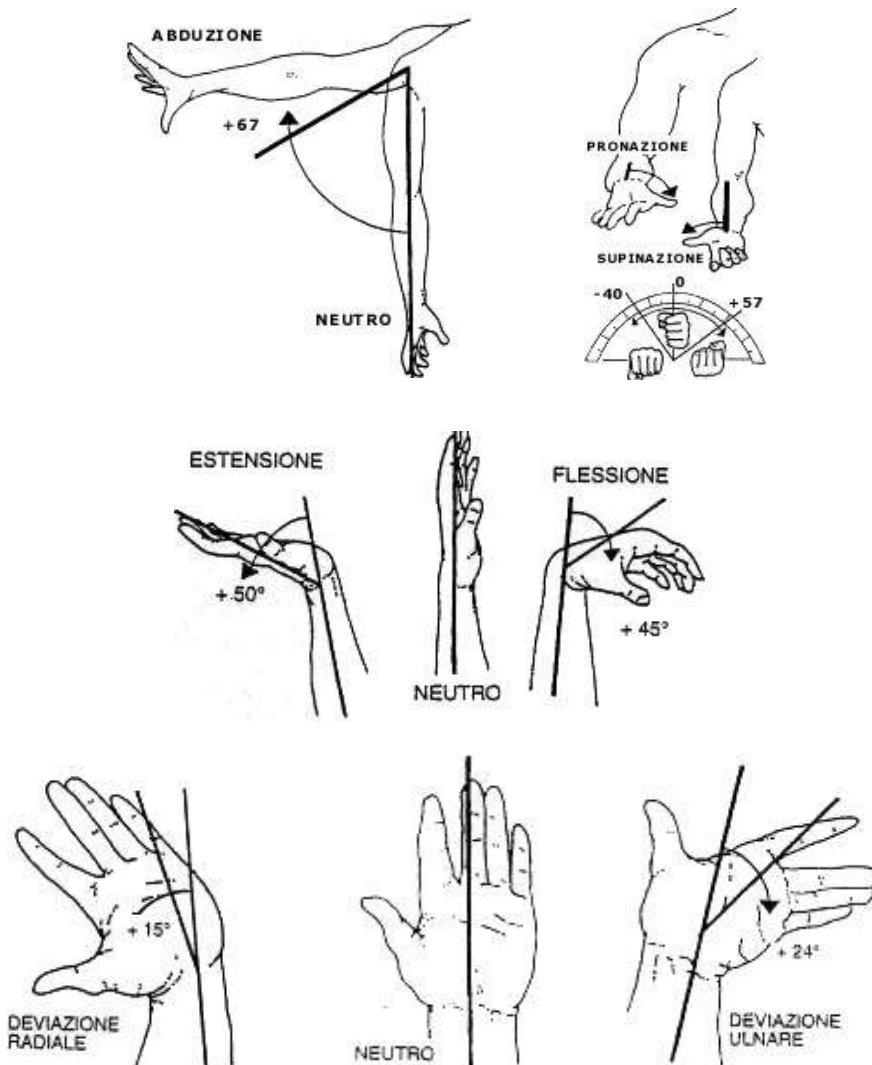 ABDUZIONE
+67
NEUTRO
PRONAZIONE
SUPINAZIONE
-40
0
+57
ESTENSIONE
+ 50°
NEUTRO
FLESSIONE
+ 45°
+ 15°
DEVIAZIONE
RADIALE
NEUTRO
+ 24°
DEVIAZIONE
ULNARE